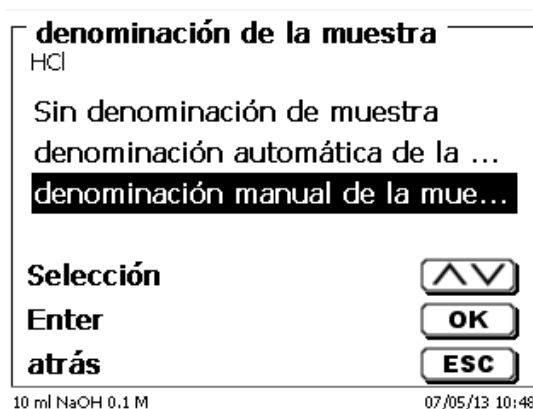 denominación de la muestra
HCl
Sin denominación de muestra
denominación automática de la ...
denominación manual de la mue...
Selección
Enter OK
atrás ESC
10 ml NaOH 0.1 M 07/05/13 10:48